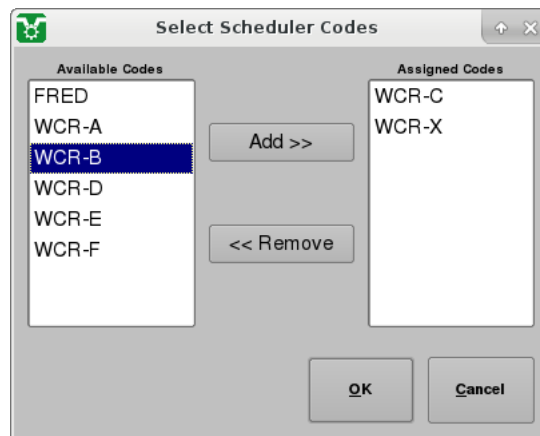 Select Scheduler Codes
Available Codes
FRED
WCR-A
WCR-B
WCR-D
WCR-E
WCR-F
Add >>
<< Remove
Assigned Codes
WCR-C
WCR-X
OK
Cancel